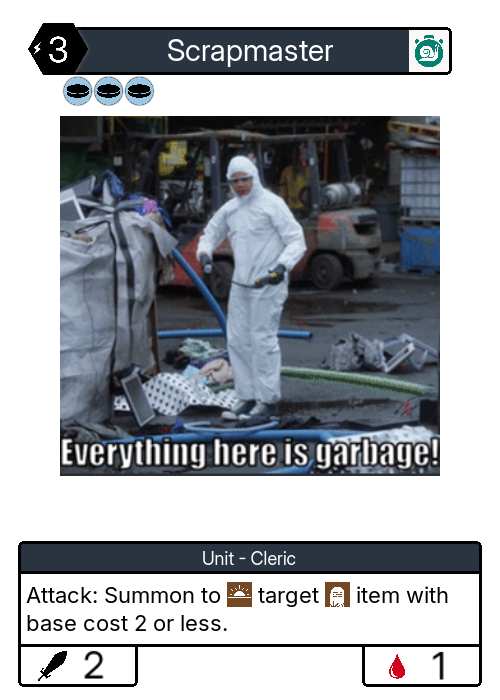 3
Scrapmaster
Everything here is garbage!
Unit - Cleric
Attack: Summon to target item with
base cost 2 or less.
2
1